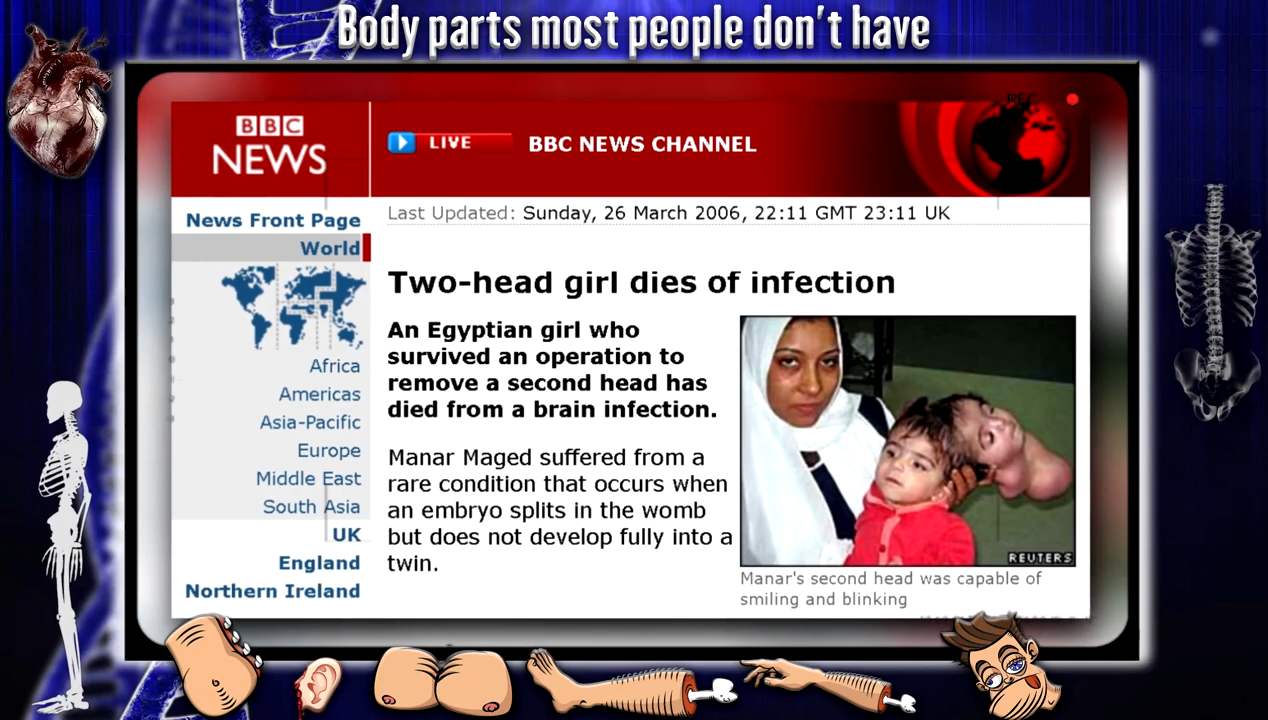 Body parts most people don't have
REC
BBC
NEWS
LIVE
BBC NEWS CHANNEL
Last Updated: Sunday, 26 March 2006, 22:11 GMT 23:11 UK
News Front Page
World
Africa
Americas
Asia-Pacific
Europe
Middle East
South Asia
UK
England
Northern Ireland
Two-head girl dies of infection
An Egyptian girl who
survived an operation to
remove a second head has
died from a brain infection.
Manar Maged suffered from a
rare condition that occurs when
an embryo splits in the womb
but does not develop fully into a
twin.
REUTERS
Manar's second head was capable of
smiling and blinking